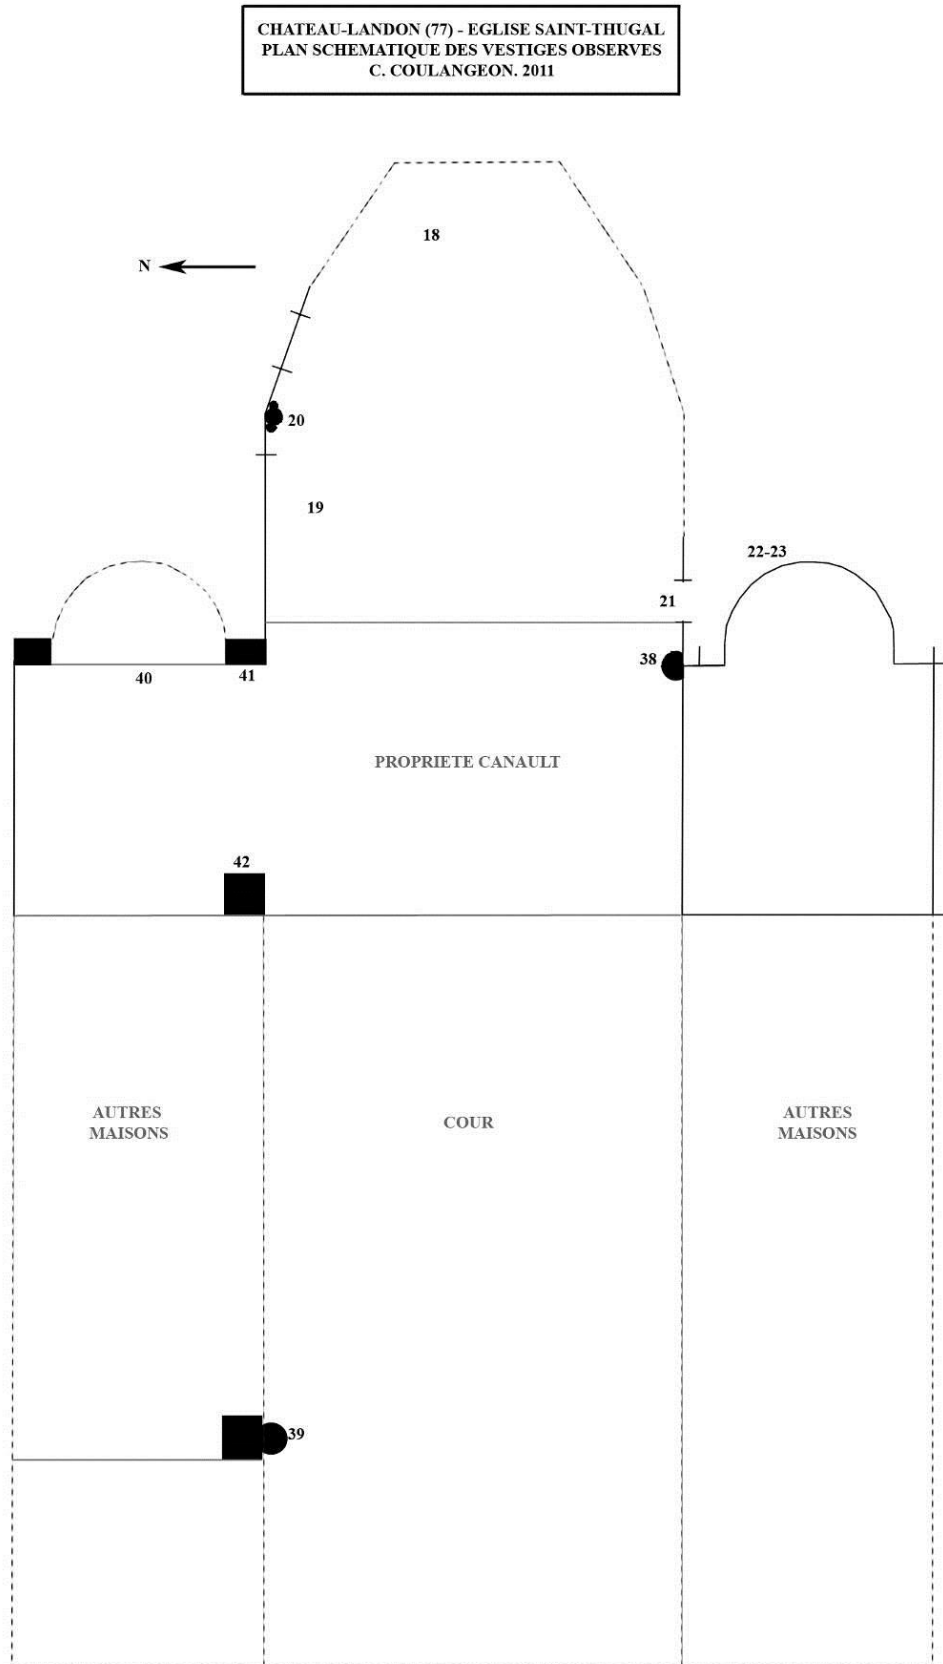 CHATEAU-LANDON (77) - EGLISE SAINT-THUGAL
PLAN SCHEMATIQUE DES VESTIGES OBSERVES
C. COULANGEON. 2011
18
N
20
19
22-23
21
38
40
41
PROPRIETE CANAULT
42
AUTRES
MAISONS
COUR
AUTRES
MAISONS
39